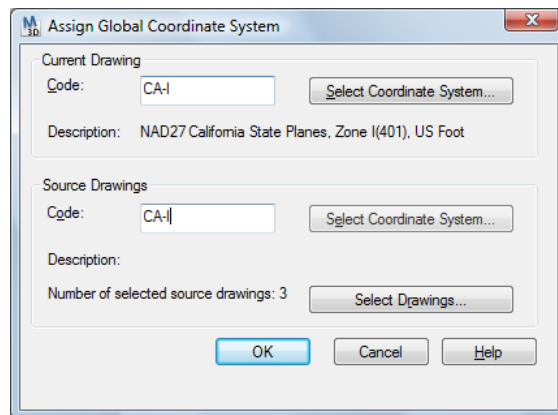 M 3D Assign Global Coordinate System
Current Drawing
Code: CA-I Select Coordinate System...
Description: NAD27 California State Planes, Zone I(401), US Foot
Source Drawings
Code: CA-I Select Coordinate System...
Description:
Number of selected source drawings: 3 Select Drawings...
OK Cancel Help